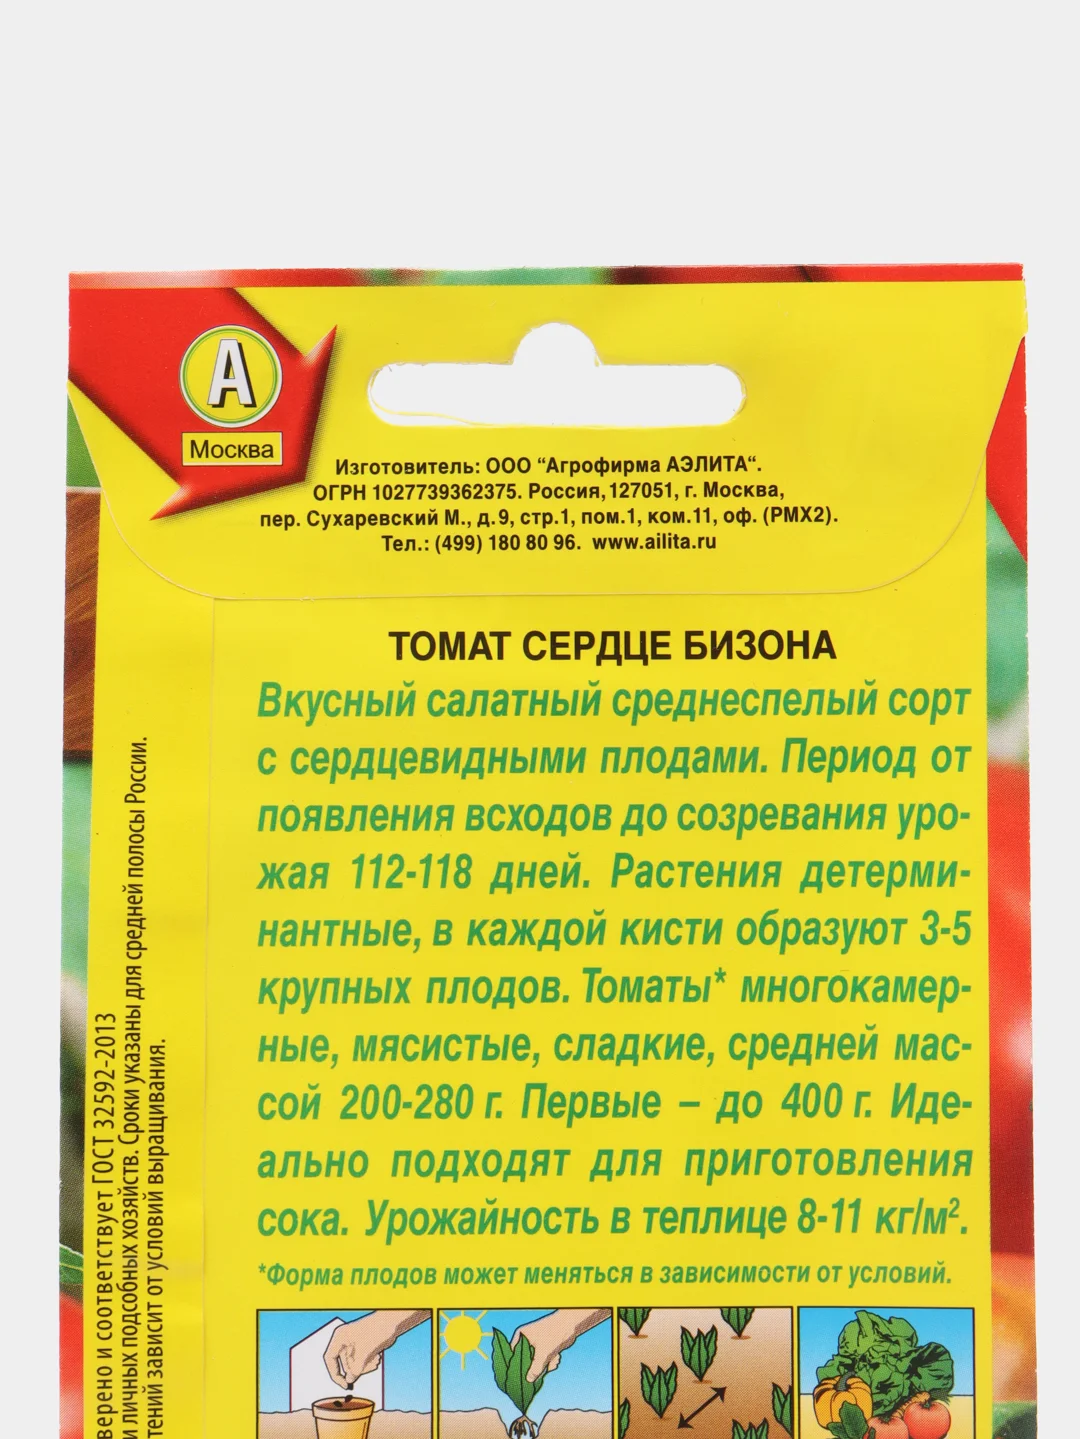 А
Москва
Изготовитель: ООО “Агрофирма АЭЛИТА“.
ОГРН 1027739362375. Россия, 127051, г. Москва,
пер. Сухаревский М., д.9, стр.1, пом.1, ком.11, оф. (РМХ2).
Тел.: (499) 180 80 96. www.ailita.ru
ТОМАТ СЕРДЦЕ БИЗОНА
Вкусный салатный среднеспелый сорт
с сердцевидными плодами. Период от
появления всходов до созревания уро-
жая 112-118 дней. Растения детерми-
нантные, в каждой кисти образуют 3-5
крупных плодов. Томаты* многокамер-
ные, мясистые, сладкие, средней мас-
сой 200-280 г. Первые – до 400 г. Иде-
ально подходят для приготовления
сока. Урожайность в теплице 8-11 кг/м².
*Форма плодов может меняться в зависимости от условий.
и соответствует ГОСТ 32592-2013
и личных подсобных хозяйств. Сроки указаны для средней полосы России.
зависит от условий выращивания.